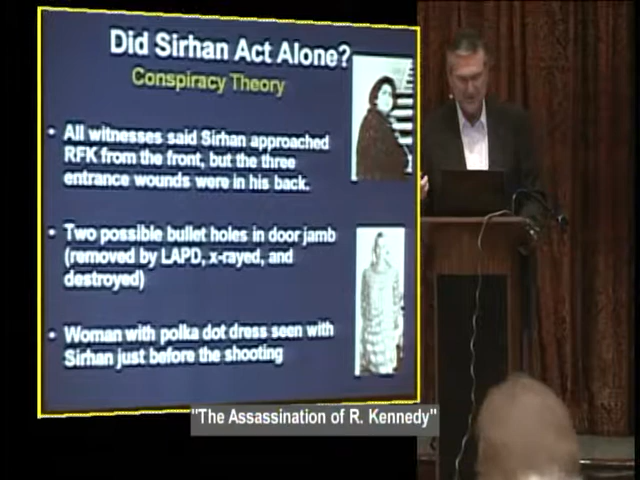 Did Sirhan Act Alone?
Conspiracy Theory
• All witnesses said Sirhan approached
RFK from the front, but the three
entrance wounds were in his back.
• Two possible bullet holes in door jamb
(removed by LAPD, x-rayed, and
destroyed)
• Woman with polka dot dress seen with
Sirhan just before the shooting
"The Assassination of R. Kennedy"